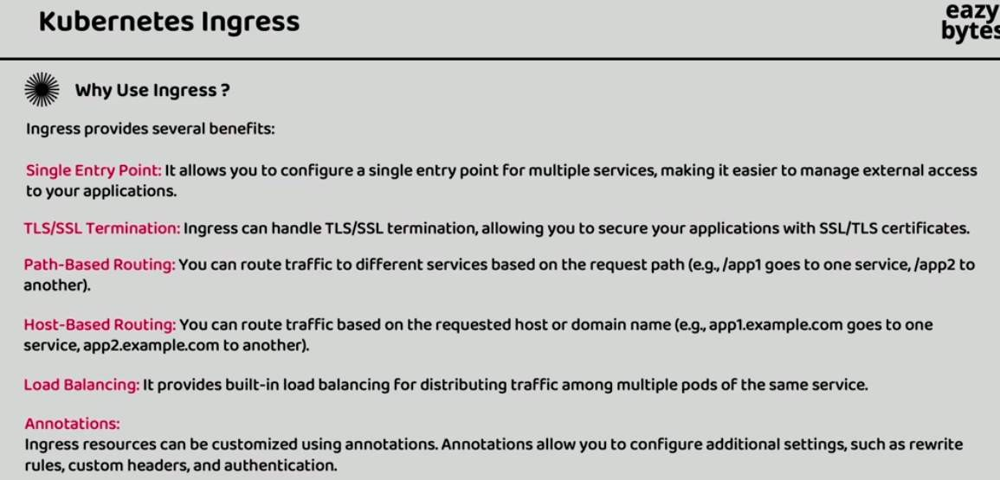 Kubernetes Ingress
eazy
bytes
Why Use Ingress ?
Ingress provides several benefits:
Single Entry Point: It allows you to configure a single entry point for multiple services, making it easier to manage external access
to your applications.
TLS/SSL Termination: Ingress can handle TLS/SSL termination, allowing you to secure your applications with SSL/TLS certificates.
Path-Based Routing: You can route traffic to different services based on the request path (e.g., /app1 goes to one service, /app2 to
another).
Host-Based Routing: You can route traffic based on the requested host or domain name (e.g., app1.example.com goes to one
service, app2.example.com to another).
Load Balancing: It provides built-in load balancing for distributing traffic among multiple pods of the same service.
Annotations:
Ingress resources can be customized using annotations. Annotations allow you to configure additional settings, such as rewrite
rules, custom headers, and authentication.